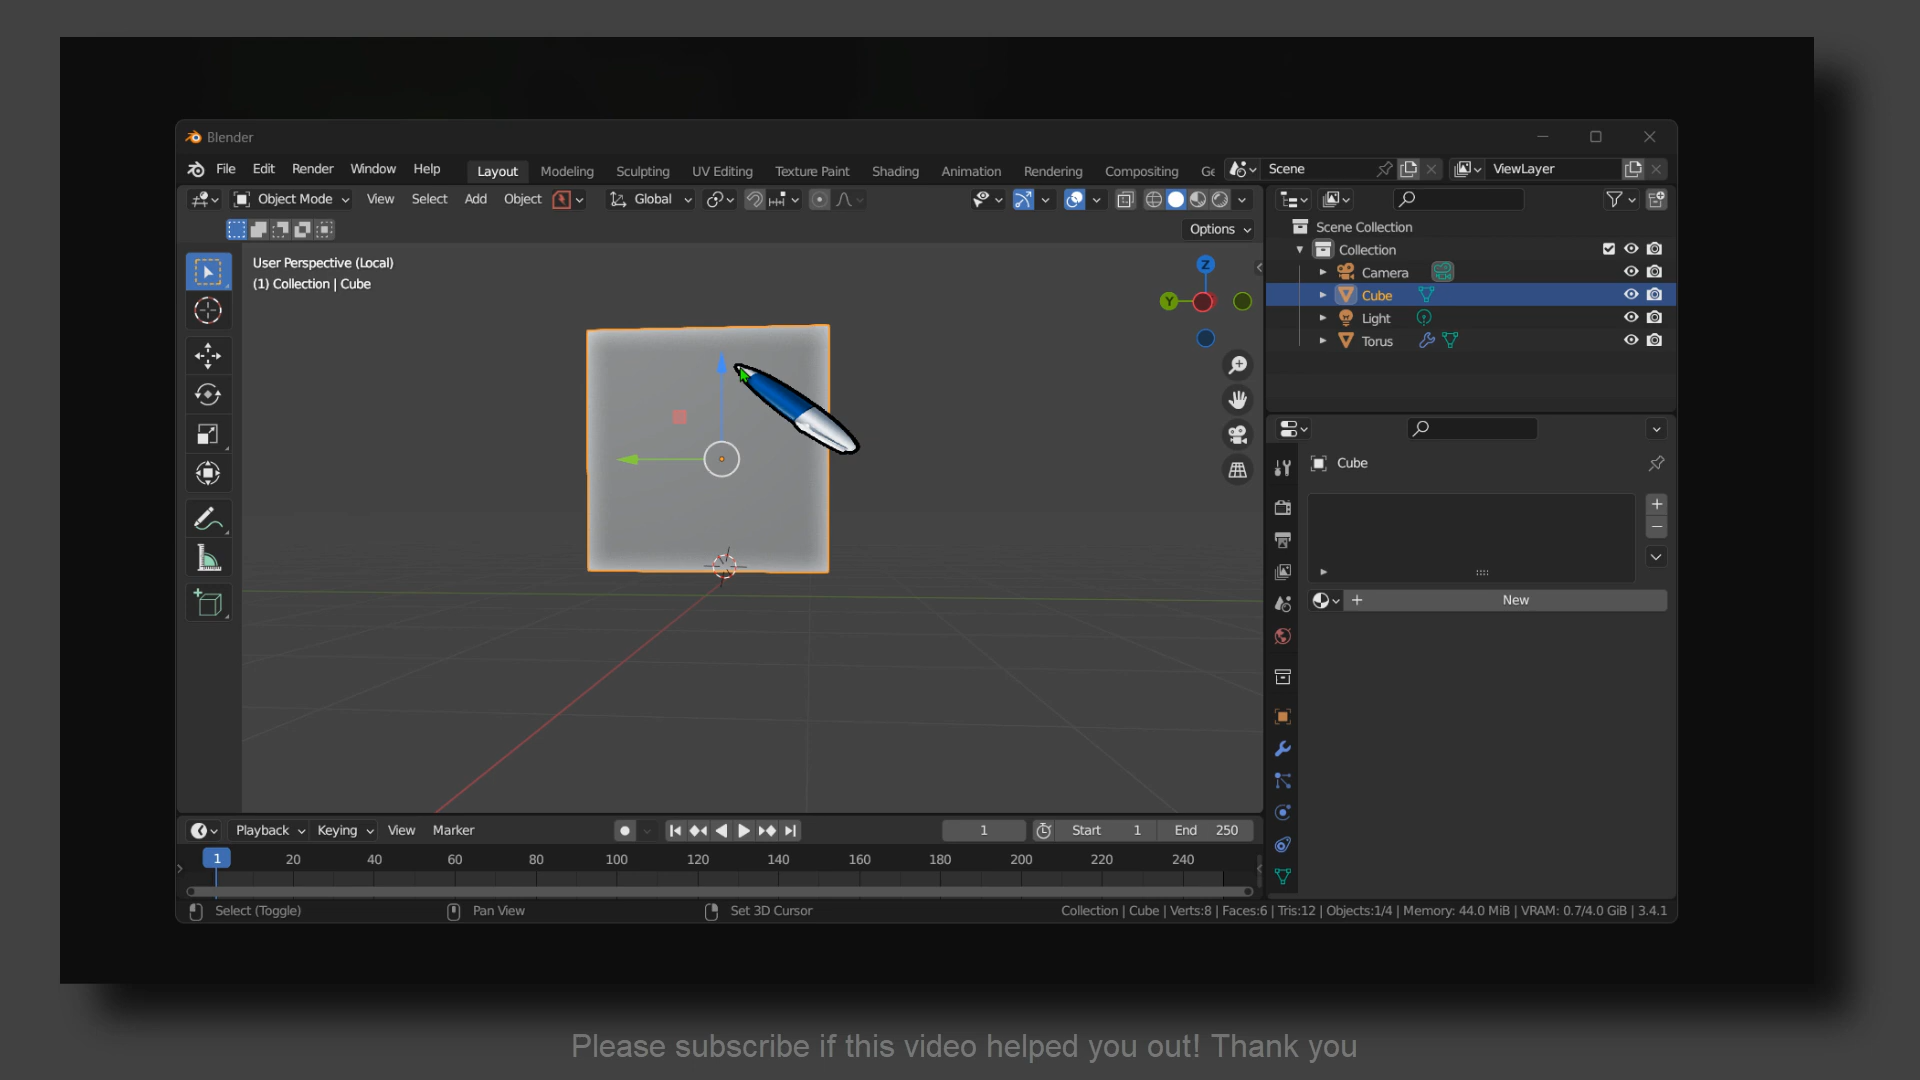 Blender
File Edit Render Window Help Layout Modeling Sculpting UV Editing Texture Paint Shading Animation Rendering Compositing Ge Scene ViewLayer
Object Mode View Select Add Object Global
Options
User Perspective (Local)
(1) Collection | Cube
Z
Y
Scene Collection
Collection
Camera
Cube
Light
Torus
Cube
New
Playback Keying View Marker 1 Start 1 End 250
1 20 40 60 80 100 120 140 160 180 200 220 240
Select (Toggle) Pan View Set 3D Cursor Collection | Cube | Verts:8 | Faces:6 | Tris:12 | Objects:1/4 | Memory: 44.0 MiB | VRAM: 0.7/4.0 GiB | 3.4.1
Please subscribe if this video helped you out! Thank you